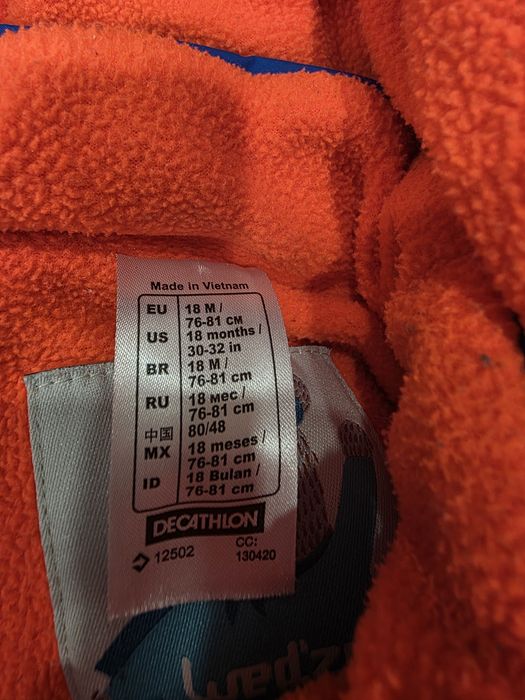 Made in Vietnam
EU 18 M /
76-81 CM
US 18 months /
30-32 in
BR 18 M /
76-81 cm
RU 18 мес /
76-81 cm
中国 80/48
MX 18 meses /
76-81 cm
ID 18 Bulan /
76-81 cm
DECATHLON
12502
CC:
130420